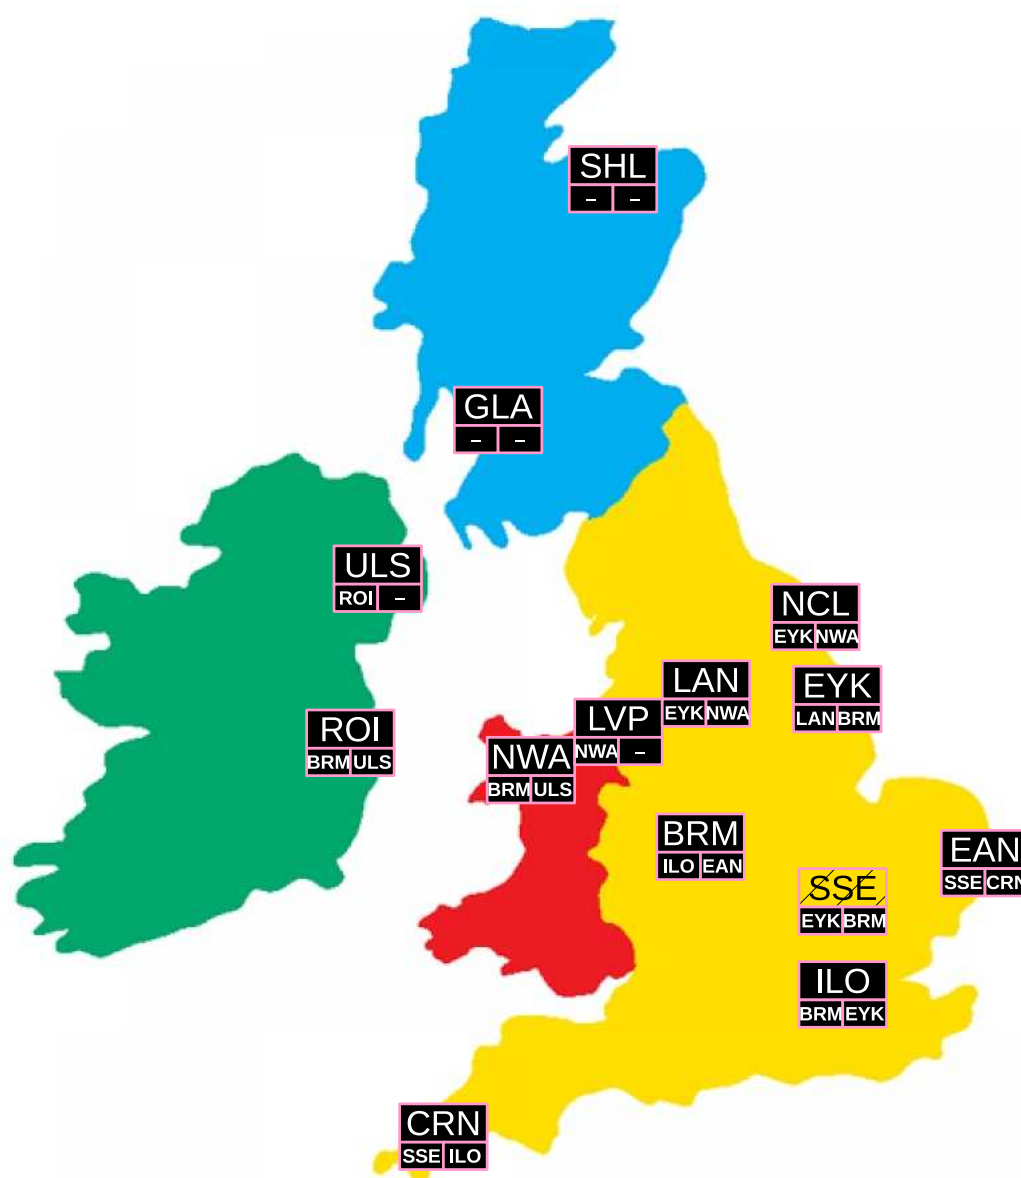 SHL
– –
GLA
– –
ULS
ROI –
NCL
EYK NWA
LAN
EYK NWA
EYK
LAN BRM
LVP
NWA –
ROI
BRM ULS
NWA
BRM ULS
BRM
ILO EAN
EAN
SSE CRN
SSE
EYK BRM
ILO
BRM EYK
CRN
SSE ILO